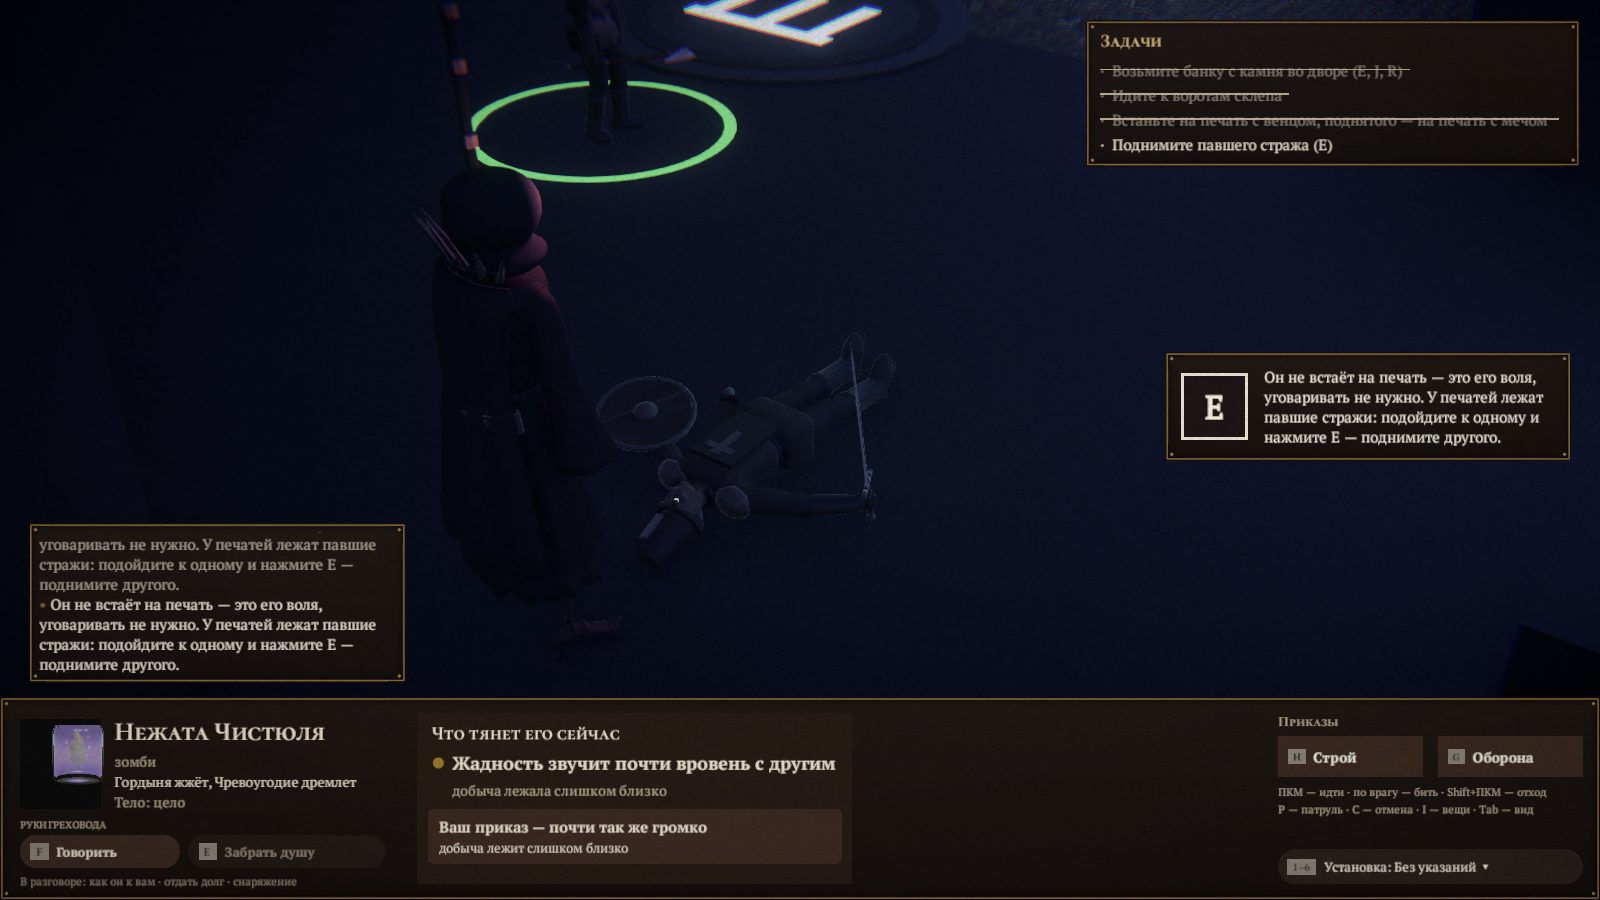 Задачи
· Возьмите банку с камня во дворе (E, J, R)
· Идите к воротам склепа
· Встаньте на печать с венцом, поднятого — на печать с мечом
· Поднимите павшего стража (E)
E
Он не встаёт на печать — это его воля,
уговаривать не нужно. У печатей лежат
павшие стражи: подойдите к одному и
нажмите E — поднимите другого.
уговаривать не нужно. У печатей лежат павшие
стражи: подойдите к одному и нажмите E —
поднимите другого.
• Он не встаёт на печать — это его воля,
уговаривать не нужно. У печатей лежат павшие
стражи: подойдите к одному и нажмите E —
поднимите другого.
Нежата Чистюля
зомби
Гордыня жжёт, Чревоугодие дремлет
Тело: цело
РУКИ ГРЕХОВОДА
F Говорить
E Забрать душу
В разговоре: как он к вам · отдать долг · снаряжение
Что тянет его сейчас
Жадность звучит почти вровень с другим
добыча лежала слишком близко
Ваш приказ — почти так же громко
добыча лежит слишком близко
Приказы
H Строй
G Оборона
ПКМ — идти · по врагу — бить · Shift+ПКМ — отход
P — патруль · C — отмена · I — вещи · Tab — вид
1–6 Установка: Без указаний ▾